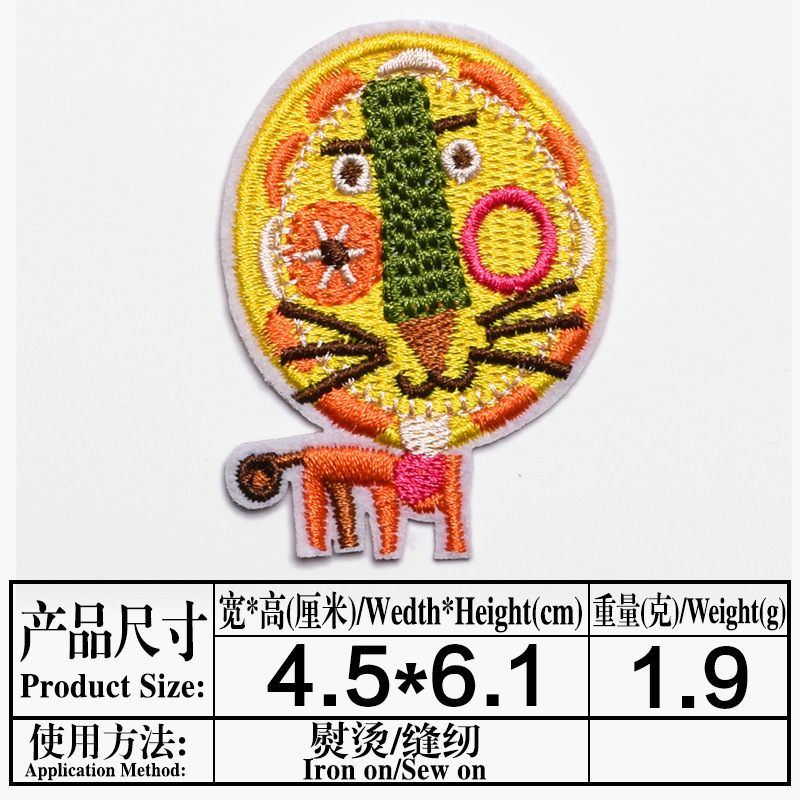 产品尺寸
Product Size:
宽*高(厘米)/Wedth*Height(cm)
重量(克)/Weight(g)
4.5*6.1
1.9
使用方法:
Application Method:
熨烫/缝纫
Iron on/Sew on